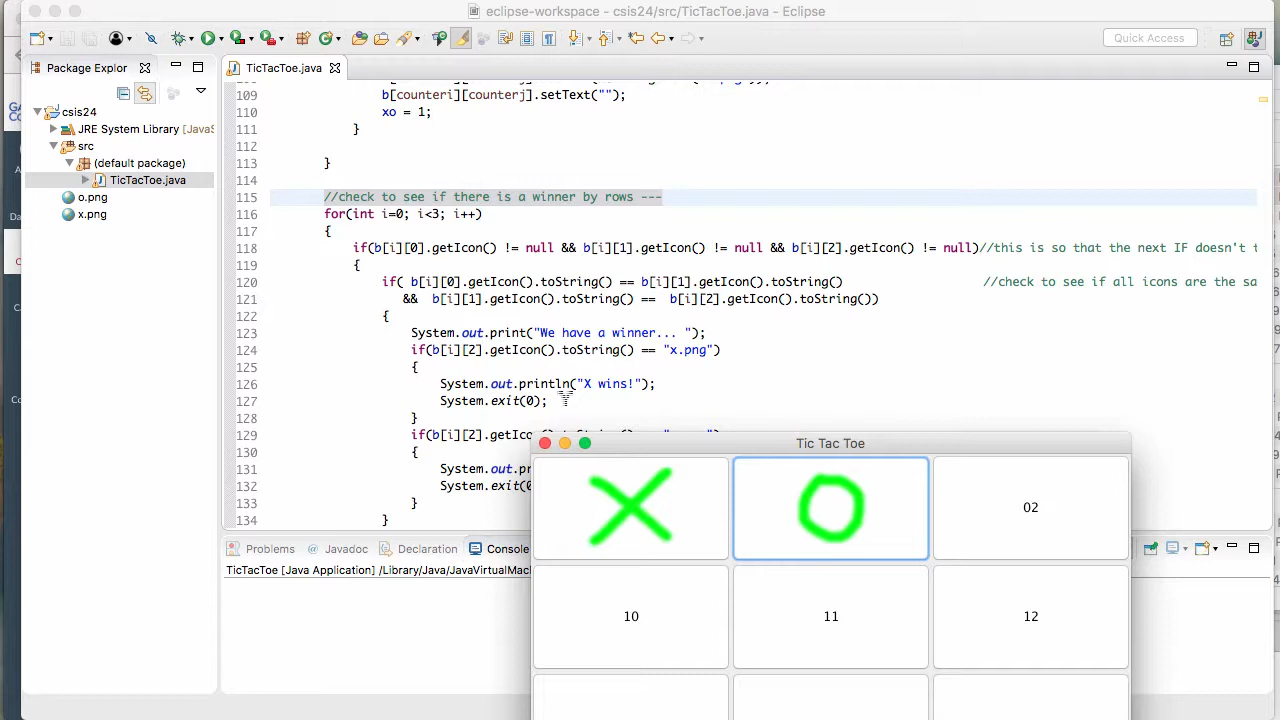 eclipse-workspace - csis24/src/TicTacToe.java - Eclipse
Quick Access
Package Explor
TicTacToe.java
csis24
JRE System Library [JavaS
src
(default package)
TicTacToe.java
o.png
x.png
109 b[counteri][counterj].setText("");
110 xo = 1;
111 }
112
113 }
114
115 //check to see if there is a winner by rows ---
116 for(int i=0; i<3; i++)
117 {
118 if(b[i][0].getIcon() != null && b[i][1].getIcon() != null && b[i][2].getIcon() != null)//this is so that the next IF doesn't t
119 {
120 if( b[i][0].getIcon().toString() == b[i][1].getIcon().toString() //check to see if all icons are the sa
121 && b[i][1].getIcon().toString() == b[i][2].getIcon().toString())
122 {
123 System.out.print("We have a winner... ");
124 if(b[i][2].getIcon().toString() == "x.png")
125 {
126 System.out.println("X wins!");
127 System.exit(0);
128 }
129 if(b[i][2].getIco
130 {
131 System.out.pr
132 System.exit(0
133 }
134 }
Problems
@ Javadoc
Declaration
Console
TicTacToe [Java Application] /Library/Java/JavaVirtualMac
Tic Tac Toe
X O 02
10 11 12